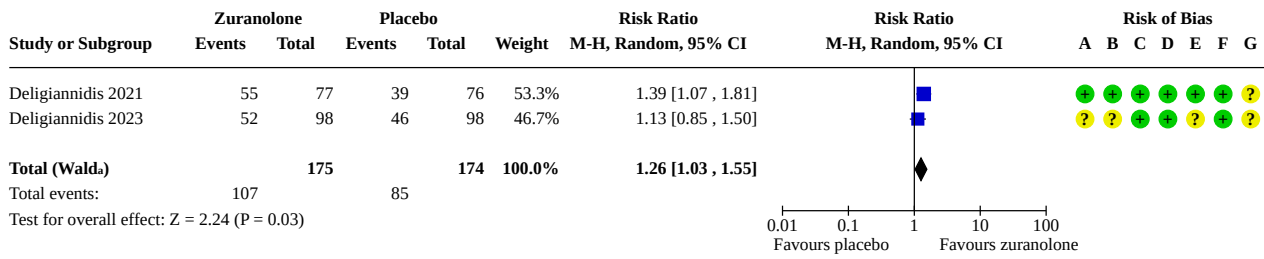 Zuranolone Placebo Risk Ratio Risk Ratio Risk of Bias
Study or Subgroup Events Total Events Total Weight M-H, Random, 95% CI M-H, Random, 95% CI A B C D E F G
Deligiannidis 2021 55 77 39 76 53.3% 1.39 [1.07 , 1.81] + + + + + + ?
Deligiannidis 2023 52 98 46 98 46.7% 1.13 [0.85 , 1.50] ? ? + + ? + ?
Total (Waldₐ) 175 174 100.0% 1.26 [1.03 , 1.55]
Total events: 107 85
Test for overall effect: Z = 2.24 (P = 0.03)
0.01 0.1 1 10 100
Favours placebo Favours zuranolone